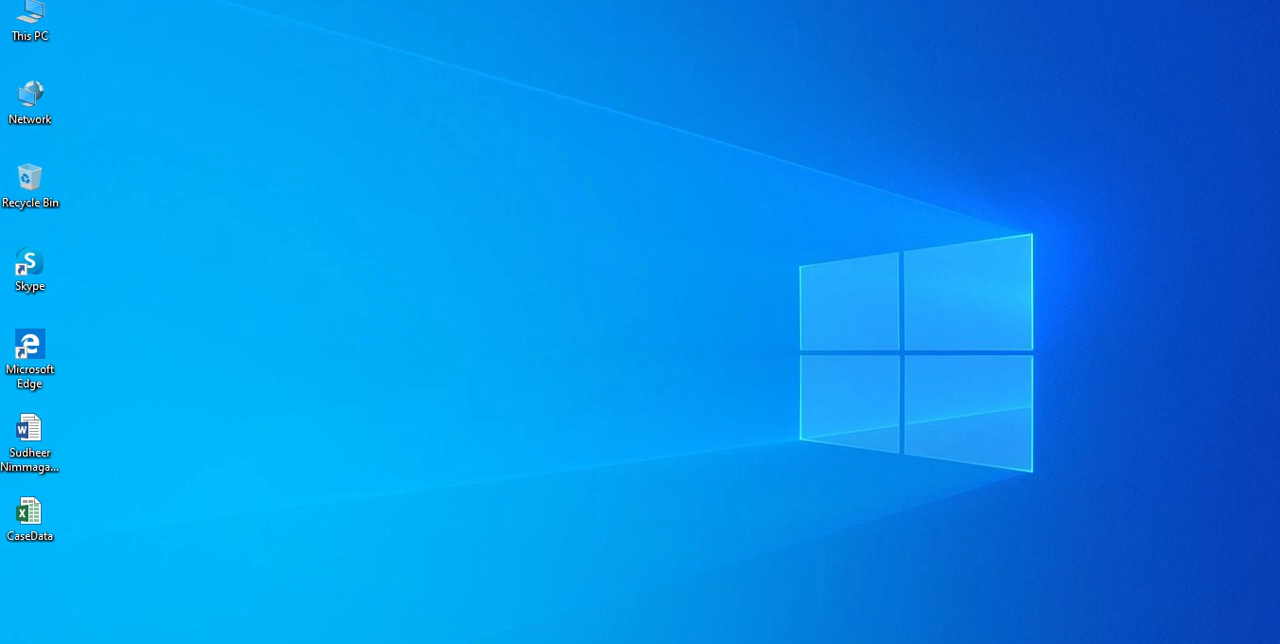 This PC
Network
Recycle Bin
Skype
Microsoft
Edge
Sudheer
Nimmaga...
CaseData